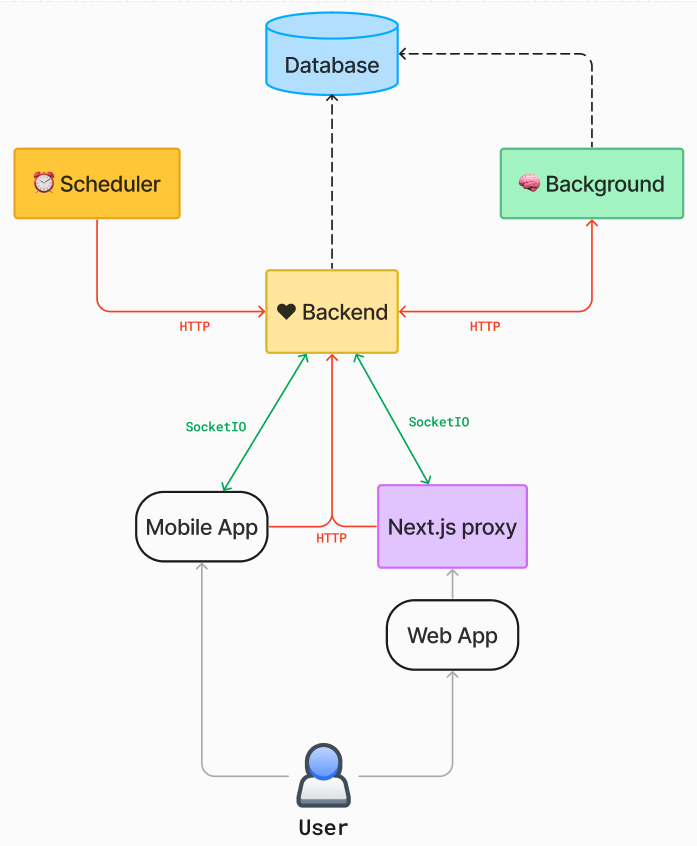 Database
Scheduler
Background
Backend
HTTP
HTTP
SocketIO
SocketIO
Mobile App
Next.js proxy
HTTP
Web App
User